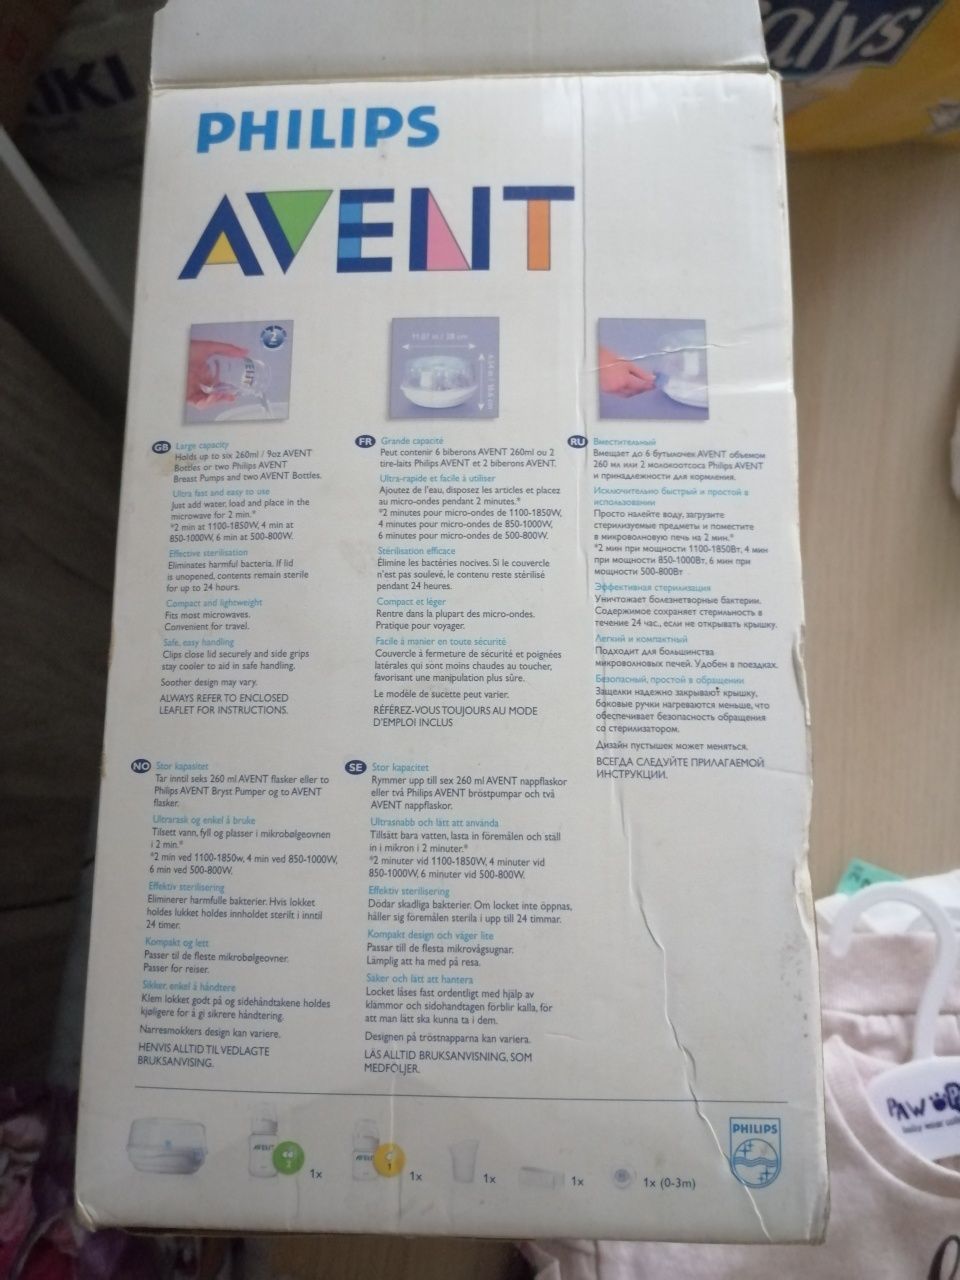 IKI
alys
PHILIPS
AVENT
2
11.07 in / 28 cm
GB Large capacity
Holds up to six 260ml / 9oz AVENT
Bottles or two Philips AVENT
Breast Pumps and two AVENT Bottles.
Ultra fast and easy to use
Just add water, load and place in the
microwave for 2 min.*
*2 min at 1100-1850W, 4 min at
850-1000W, 6 min at 500-800W.
Effective sterilisation
Eliminates harmful bacteria. If lid
is unopened, contents remain sterile
for up to 24 hours.
Compact and lightweight
Fits most microwaves.
Convenient for travel.
Safe, easy handling
Clips close lid securely and side grips
stay cooler to aid in safe handling.
Soother design may vary.
ALWAYS REFER TO ENCLOSED
LEAFLET FOR INSTRUCTIONS.
FR Grande capacité
Peut contenir 6 biberons AVENT 260ml ou 2
tire-laits Philips AVENT et 2 biberons AVENT.
Ultra-rapide et facile à utiliser
Ajoutez de l'eau, disposez les articles et placez
au micro-ondes pendant 2 minutes.*
*2 minutes pour micro-ondes de 1100-1850W,
4 minutes pour micro-ondes de 850-1000W,
6 minutes pour micro-ondes de 500-800W.
Stérilisation efficace
Élimine les bactéries nocives. Si le couvercle
n'est pas soulevé, le contenu reste stérilisé
pendant 24 heures.
Compact et léger
Rentre dans la plupart des micro-ondes.
Pratique pour voyager.
Facile à manier en toute sécurité
Couvercle à fermeture de sécurité et poignées
latérales qui sont moins chaudes au toucher,
favorisant une manipulation plus sûre.
Le modèle de sucette peut varier.
RÉFÉREZ-VOUS TOUJOURS AU MODE
D'EMPLOI INCLUS
RU Вместительный
Вмещает до 6 бутылочек AVENT объемом
260 мл или 2 молокоотсоса Philips AVENT
и принадлежности для кормления.
Исключительно быстрый и простой в
использовании
Просто налейте воду, загрузите
стерилизуемые предметы и поместите
в микроволновую печь на 2 мин.*
*2 мин при мощности 1100-1850Вт, 4 мин
при мощности 850-1000Вт, 6 мин при
мощности 500-800Вт
Эффективная стерилизация
Уничтожает болезнетворные бактерии.
Содержимое сохраняет стерильность в
течение 24 час., если не открывать крышку.
Легкий и компактный
Подходит для большинства
микроволновых печей. Удобен в поездках.
Безопасный, простой в обращении
Защелки надежно закрывают крышку,
боковые ручки нагреваются меньше, что
обеспечивает безопасность обращения
со стерилизатором.
Дизайн пустышек может меняться.
ВСЕГДА СЛЕДУЙТЕ ПРИЛАГАЕМОЙ
ИНСТРУКЦИИ.
NO Stor kapasitet
Tar inntil seks 260 ml AVENT flasker eller to
Philips AVENT Bryst Pumper og to AVENT
flasker.
Ultrarask og enkel å bruke
Tilsett vann, fyll og plasser i mikrobølgeovnen
i 2 min.*
*2 min ved 1100-1850w, 4 min ved 850-1000W,
6 min ved 500-800W.
Effektiv sterilisering
Eliminerer harmfulle bakterier. Hvis lokket
holdes lukket holdes innholdet sterilt i inntil
24 timer.
Kompakt og lett
Passer til de fleste mikrobølgeovner.
Passer for reiser.
Sikker, enkel å håndtere
Klem lokket godt på og sidehåndtakene holdes
kjøligere for å gi sikrere håndtering.
Narresmokkers design kan variere.
HENVIS ALLTID TIL VEDLAGTE
BRUKSANVISING.
SE Stor kapacitet
Rymmer upp till sex 260 ml AVENT nappflaskor
eller två Philips AVENT bröstpumpar och två
AVENT nappflaskor.
Ultrasnabb och lätt att använda
Tillsätt bara vatten, lasta in föremålen och ställ
in i mikron i 2 minuter.*
*2 minuter vid 1100-1850W, 4 minuter vid
850-1000W, 6 minuter vid 500-800W.
Effektiv sterilisering
Dödar skadliga bakterier. Om locket inte öppnas,
håller sig föremålen sterila i upp till 24 timmar.
Kompakt design och väger lite
Passar till de flesta mikrovågsugnar.
Lämplig att ha med på resa.
Säker och lätt att hantera
Locket låses fast ordentligt med hjälp av
klammor och sidohandtagen förblir kalla, för
att man lätt ska kunna ta i dem.
Designen på tröstnapparna kan variera.
LÄS ALLTID BRUKSANVISNING, SOM
MEDFÖLJER.
AVENT 2 1x
AVENT 1 1x
1x
1x
1x (0-3m)
PHILIPS
PAW
baby wear